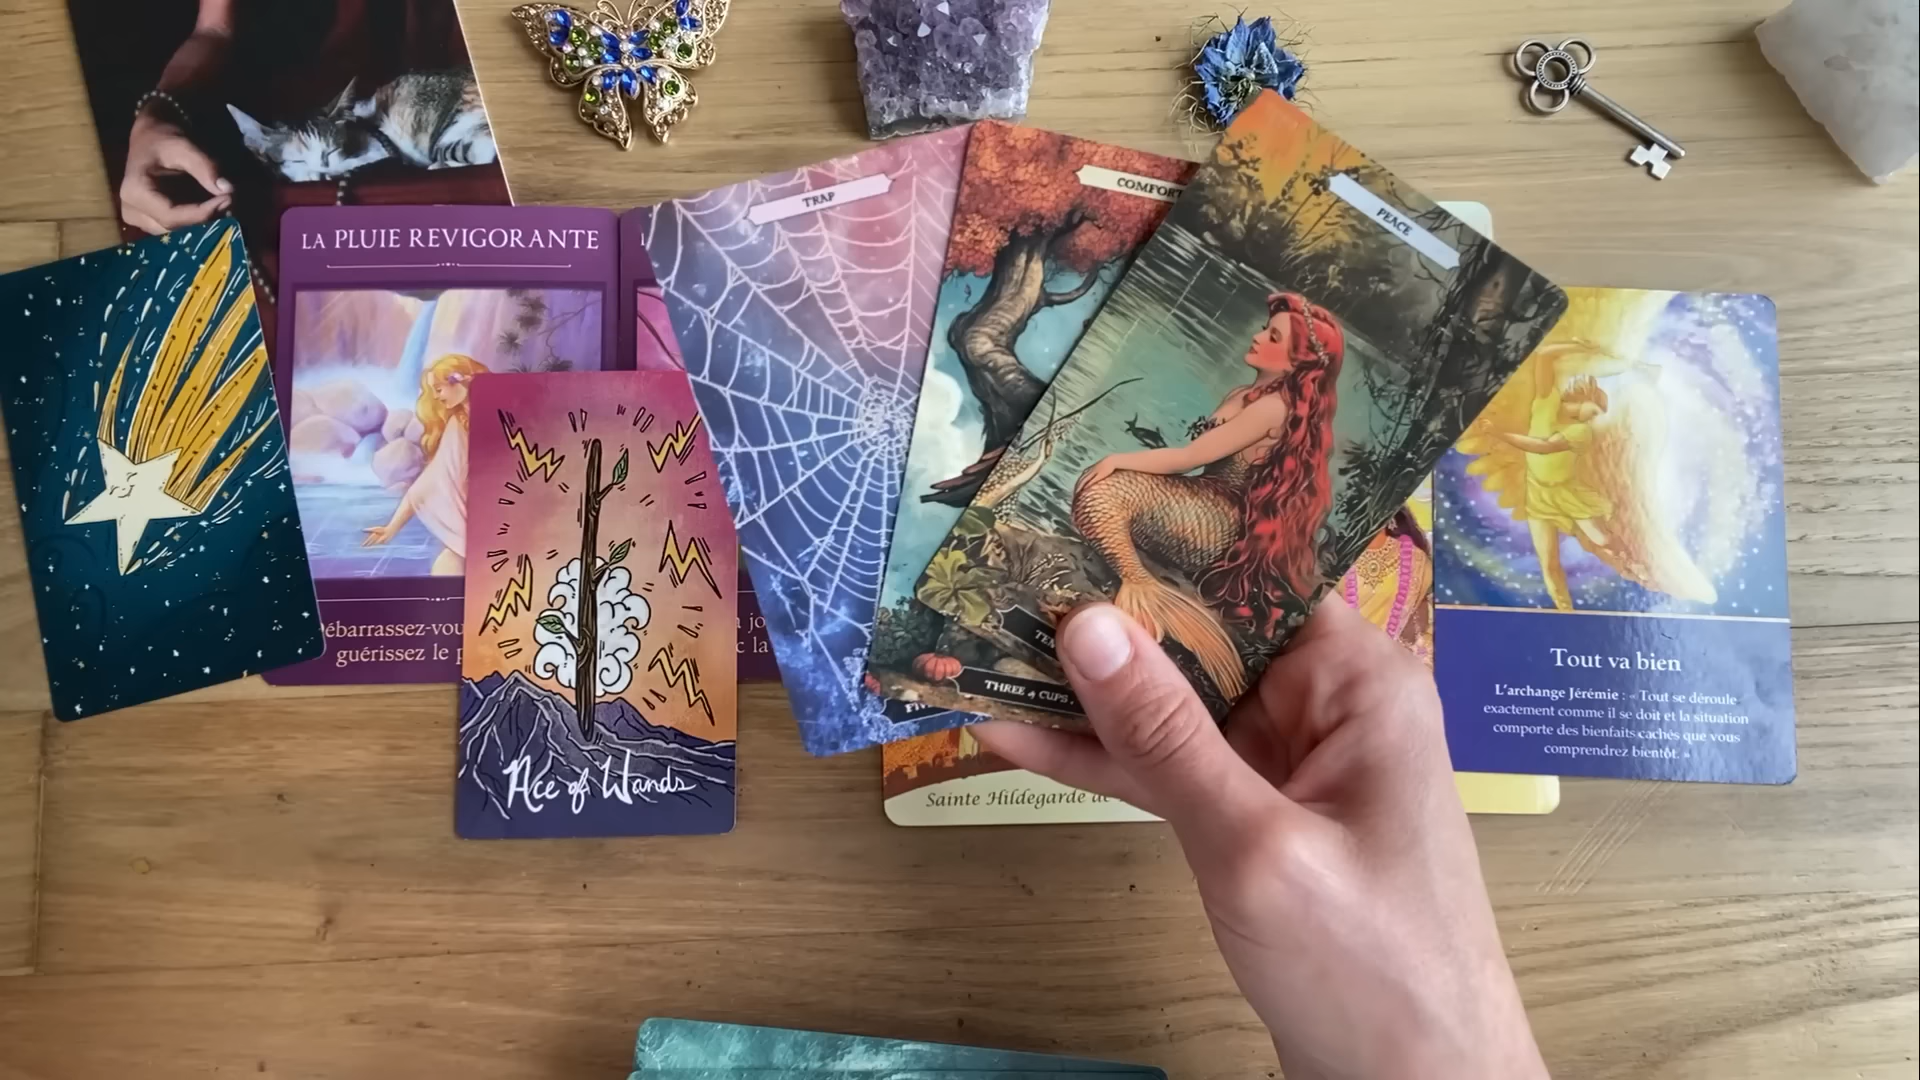 LA PLUIE REVIGORANTE
guérissez le
Ace of Wands
TRAP
COMFORT
PEACE
THREE of CUPS
Sainte Hildegarde
Tout va bien
L'archange Jérémie : « Tout se déroule
exactement comme il se doit et la situation
comporte des bienfaits cachés que vous
comprendrez bientôt. »